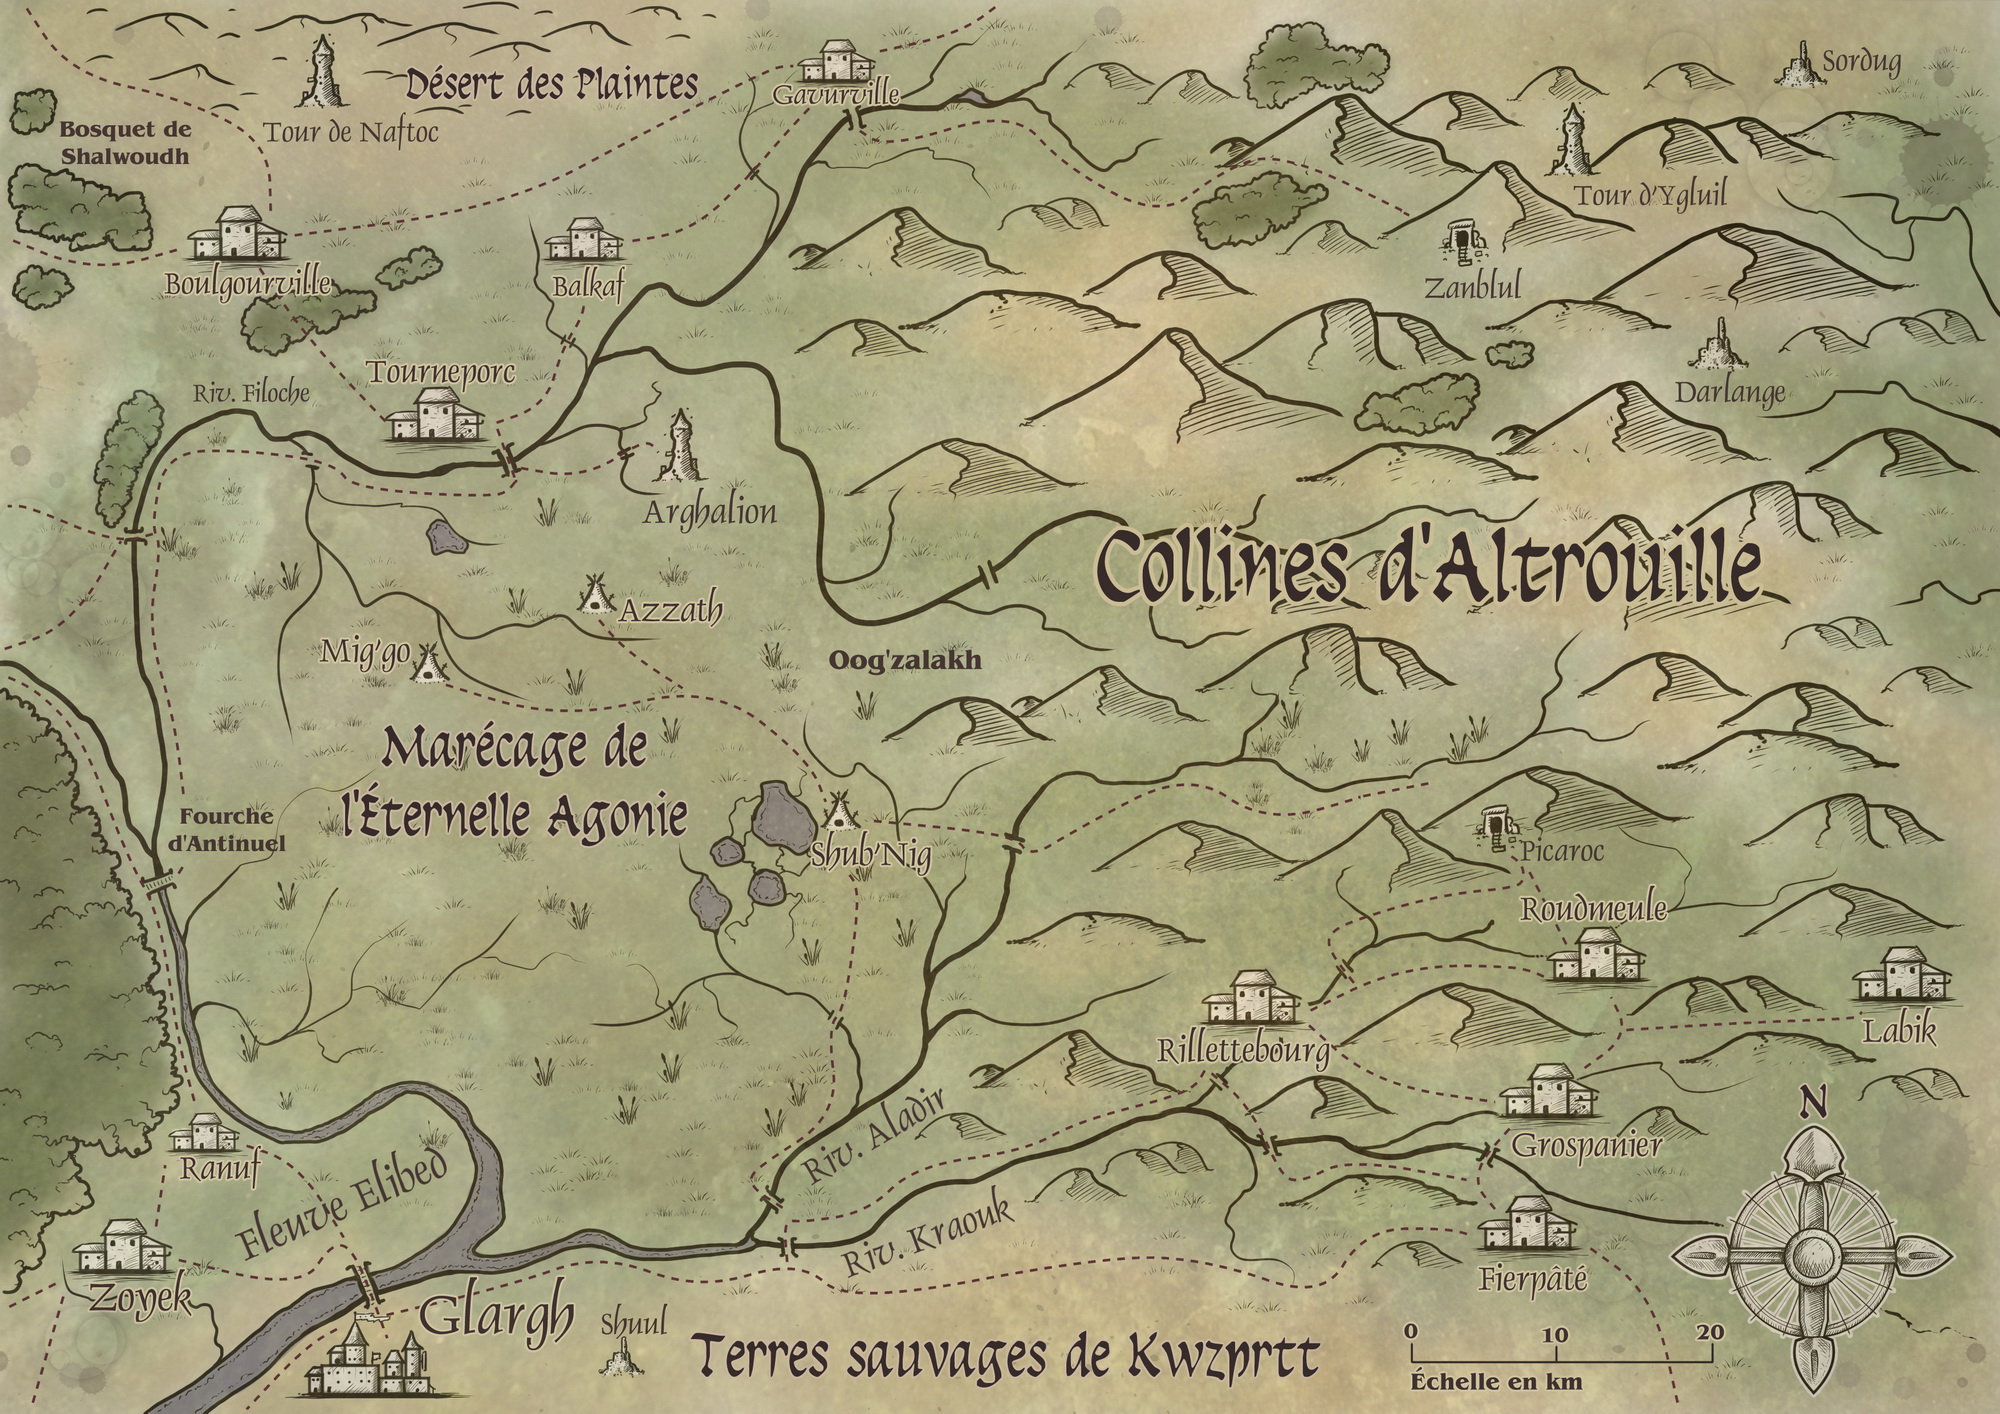 Sordug
Désert des Plaintes
Gavurville
Bosquet de
Shalwoudh
Tour de Naftoc
Tour d'Ygluil
Boulgourville
Balkaf
Zanblul
Tourneporc
Riv. Filoche
Darlange
Arghalion
Collines d'Altrouille
Azzath
Mig'go
Oog'zalakh
Marécage de
l'Éternelle Agonie
Fourche
d'Antinuel
Shub'Nig
Picaroc
Roudmeule
Labik
Rillettebourg
N
Riv. Aladir
Grospanier
Ranuf
Fleuve Elibed
Riv. Kraouk
Fierpâté
Zoyek
Glargh
Shuul
Terres sauvages de Kwzprtt
0 10 20
Échelle en km